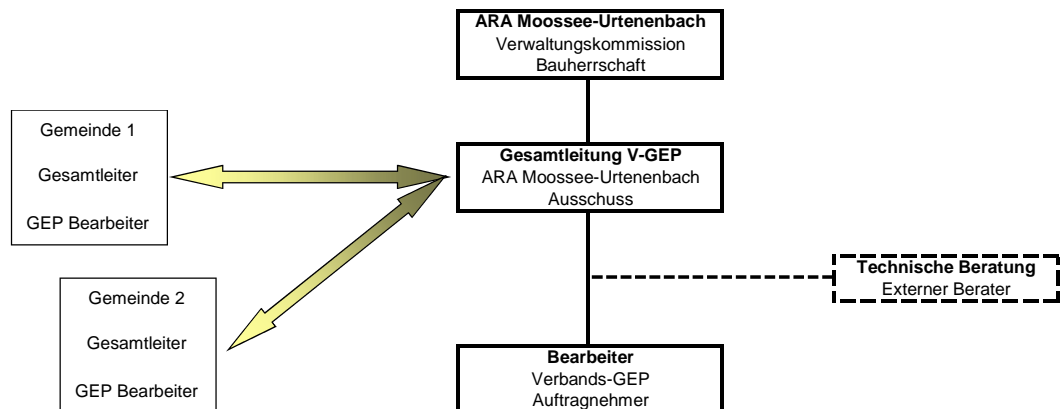 ARA Moossee-Urtenenbach
Verwaltungskommission
Bauherrschaft
Gemeinde 1
Gesamtleiter
GEP Bearbeiter
Gesamtleitung V-GEP
ARA Moossee-Urtenenbach
Ausschuss
Technische Beratung
Externer Berater
Gemeinde 2
Gesamtleiter
GEP Bearbeiter
Bearbeiter
Verbands-GEP
Auftragnehmer